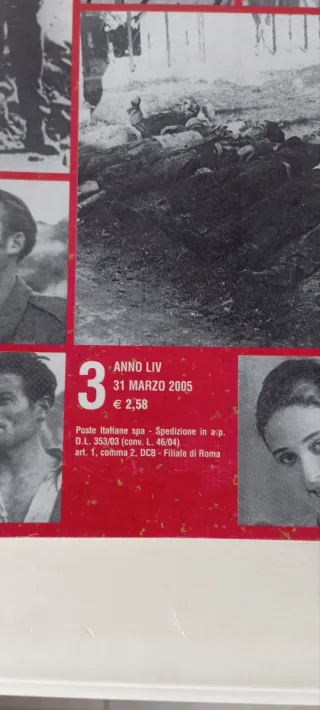 3
ANNO LIV
31 MARZO 2005
€ 2,58
Poste Italiane spa - Spedizione in a.p.
D.L. 353/03 (conv. L. 46/04)
art. 1, comma 2, DCB - Filiale di Roma